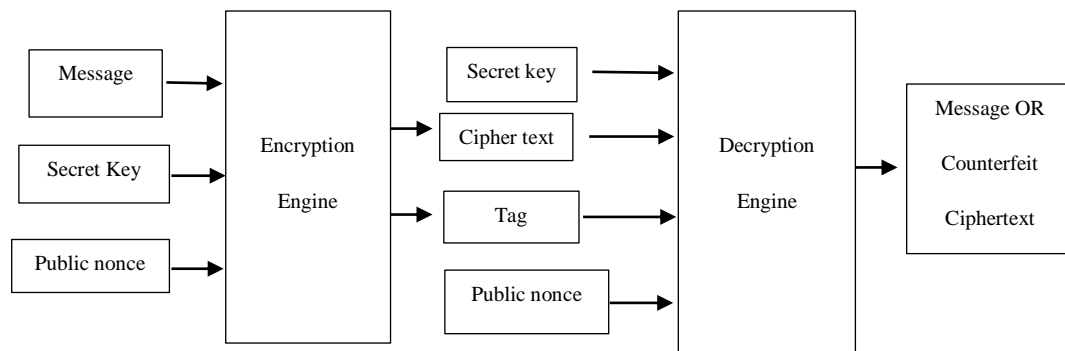 Message
Secret Key
Public nonce
Encryption
Engine
Secret key
Cipher text
Tag
Public nonce
Decryption
Engine
Message OR
Counterfeit
Ciphertext